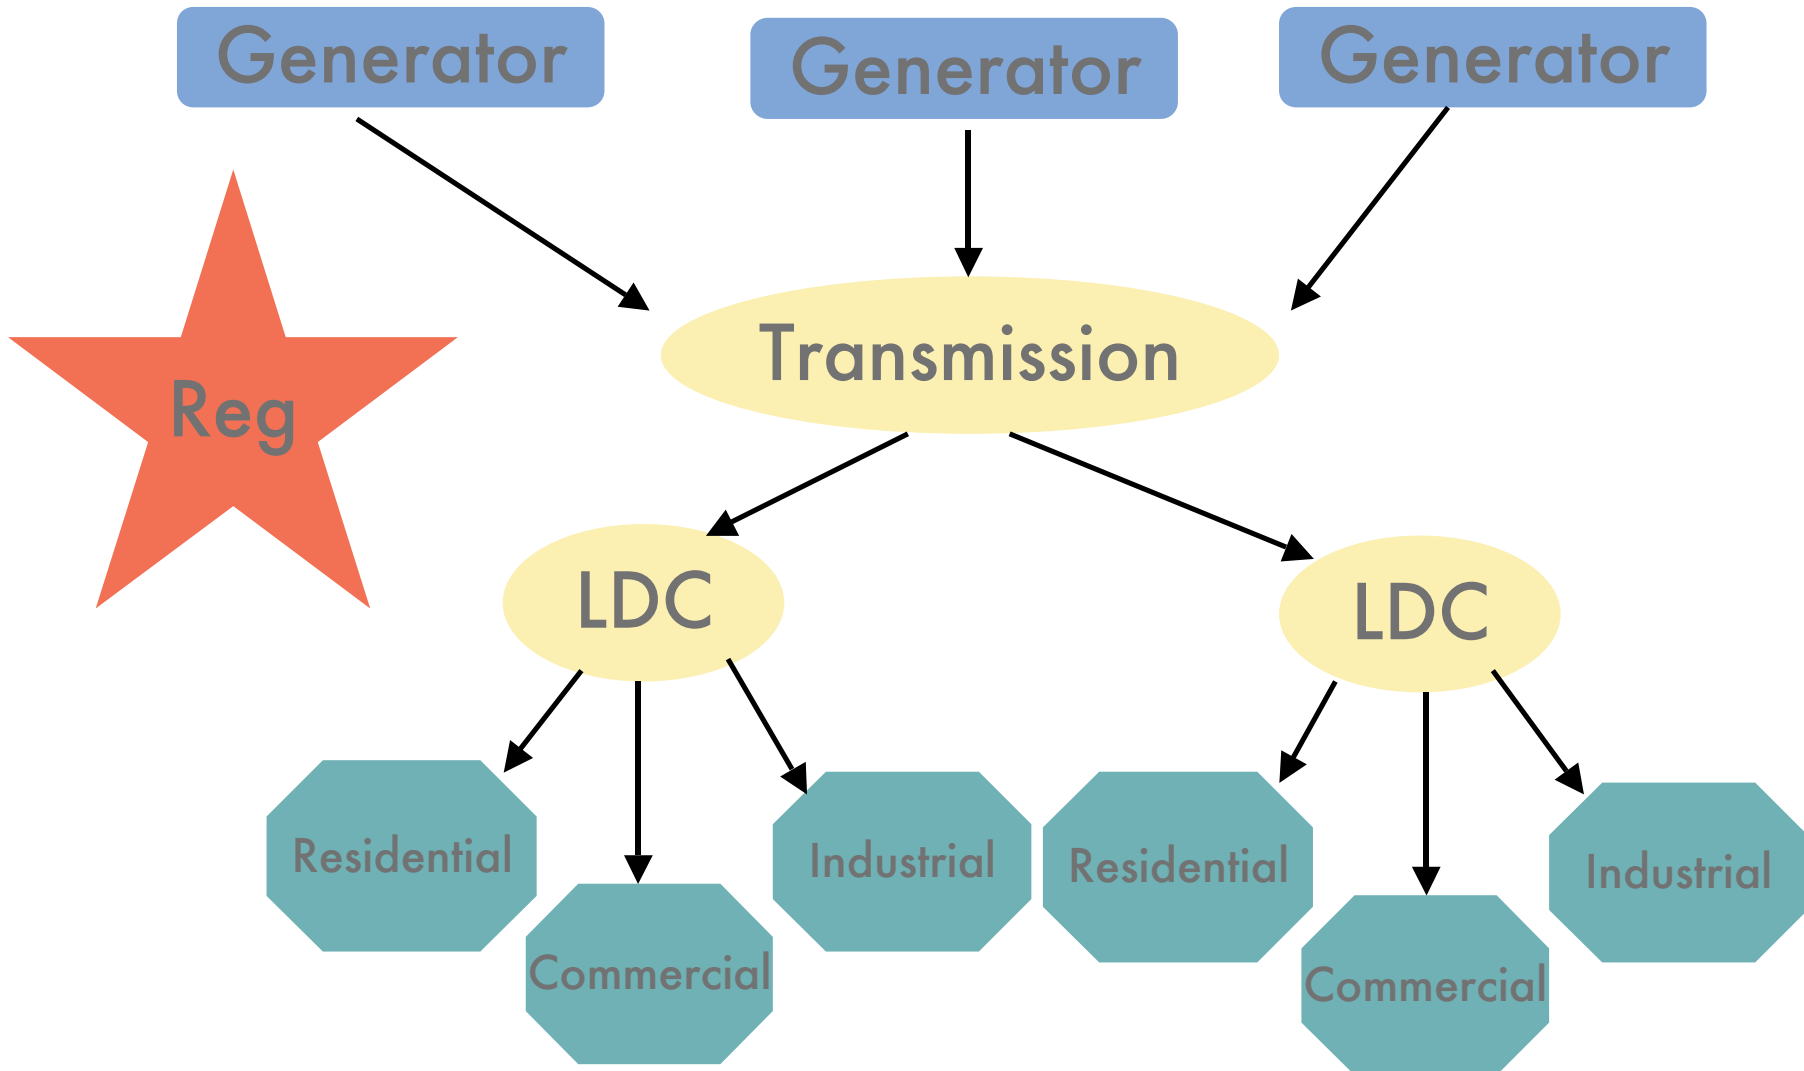 Generator
Generator
Generator
Transmission
Reg
LDC
LDC
Residential
Commercial
Industrial
Residential
Commercial
Industrial